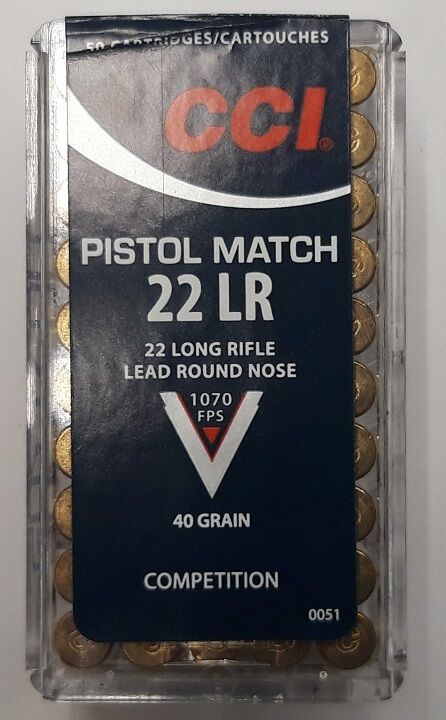 50 CARTRIDGES/CARTOUCHES
CCI®
PISTOL MATCH
22 LR
22 LONG RIFLE
LEAD ROUND NOSE
1070
FPS
40 GRAIN
COMPETITION
0051